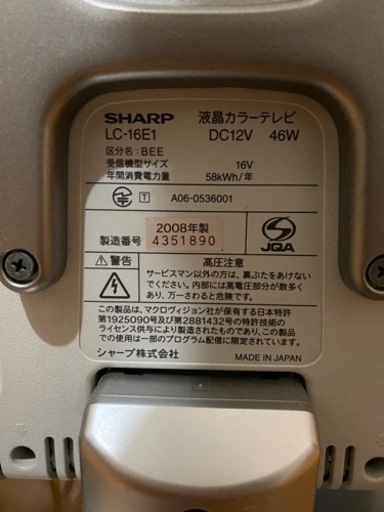 SHARP 液晶カラーテレビ
LC-16E1 DC12V 46W
区分名：BEE
受信機型サイズ 16V
年間消費電力量 58kWh/年
T A06-0536001
2008年製
製造番号 4351890
JQA
警告 高圧注意
サービスマン以外の方は、裏ぶたをあけない
でください。内部には高電圧部分が数多く
あり、万一さわると危険です。
この製品は、マクロヴィジョン社が保有する日本特許
第1925090号及び第2881432号の特許技術の
ライセンス供与により製造されました。この製品
での使用は一部のプログラム配信に限定されています。
シャープ株式会社 MADE IN JAPAN